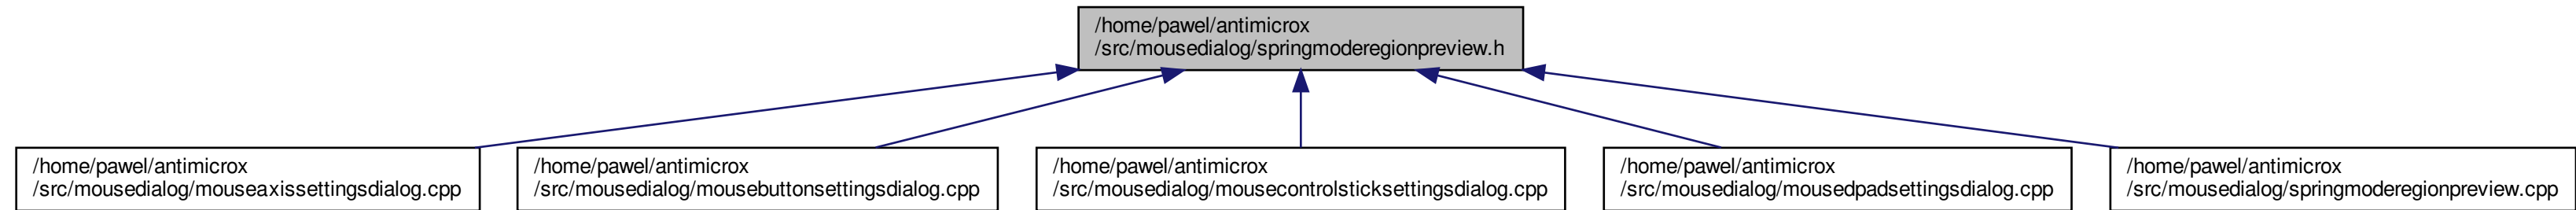 /home/pawel/antimicrox
/src/mousedialog/springmoderegionpreview.h
/home/pawel/antimicrox
/src/mousedialog/mouseaxissettingsdialog.cpp
/home/pawel/antimicrox
/src/mousedialog/mousebuttonsettingsdialog.cpp
/home/pawel/antimicrox
/src/mousedialog/mousecontrolsticksettingsdialog.cpp
/home/pawel/antimicrox
/src/mousedialog/mousedpadsettingsdialog.cpp
/home/pawel/antimicrox
/src/mousedialog/springmoderegionpreview.cpp